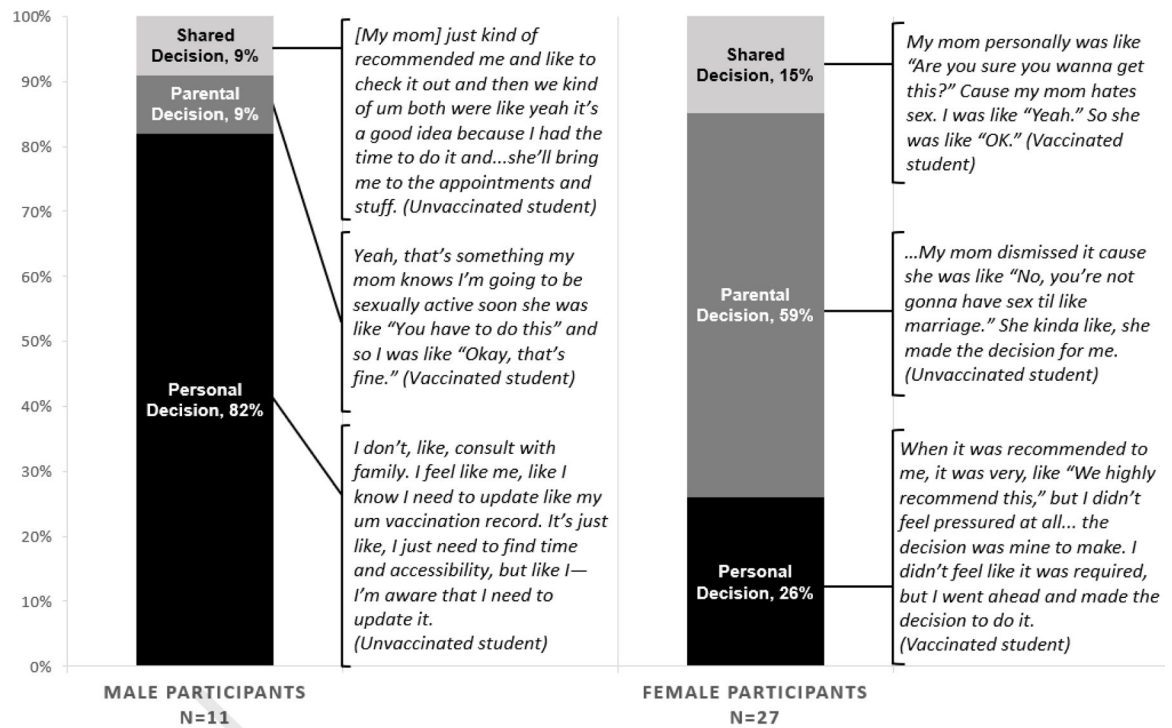 100%
90%
80%
70%
60%
50%
40%
30%
20%
10%
0%
Shared
Decision, 9%
Parental
Decision, 9%
Personal
Decision, 82%
[My mom] just kind of
recommended me and like to
check it out and then we kind
of um both were like yeah it's
a good idea because I had the
time to do it and...she'll bring
me to the appointments and
stuff. (Unvaccinated student)
Yeah, that's something my
mom knows I'm going to be
sexually active soon she was
like “You have to do this” and
so I was like “Okay, that's
fine.” (Vaccinated student)
I don't, like, consult with
family. I feel like me, like I
know I need to update like my
um vaccination record. It's just
like, I just need to find time
and accessibility, but like I—
I'm aware that I need to
update it.
(Unvaccinated student)
MALE PARTICIPANTS
N=11
Shared
Decision, 15%
Parental
Decision, 59%
Personal
Decision, 26%
My mom personally was like
“Are you sure you wanna get
this?” Cause my mom hates
sex. I was like “Yeah.” So she
was like “OK.” (Vaccinated
student)
...My mom dismissed it cause
she was like “No, you're not
gonna have sex til like
marriage.” She kinda like, she
made the decision for me.
(Unvaccinated student)
When it was recommended to
me, it was very, like “We highly
recommend this,” but I didn't
feel pressured at all... the
decision was mine to make. I
didn't feel like it was required,
but I went ahead and made the
decision to do it.
(Vaccinated student)
FEMALE PARTICIPANTS
N=27